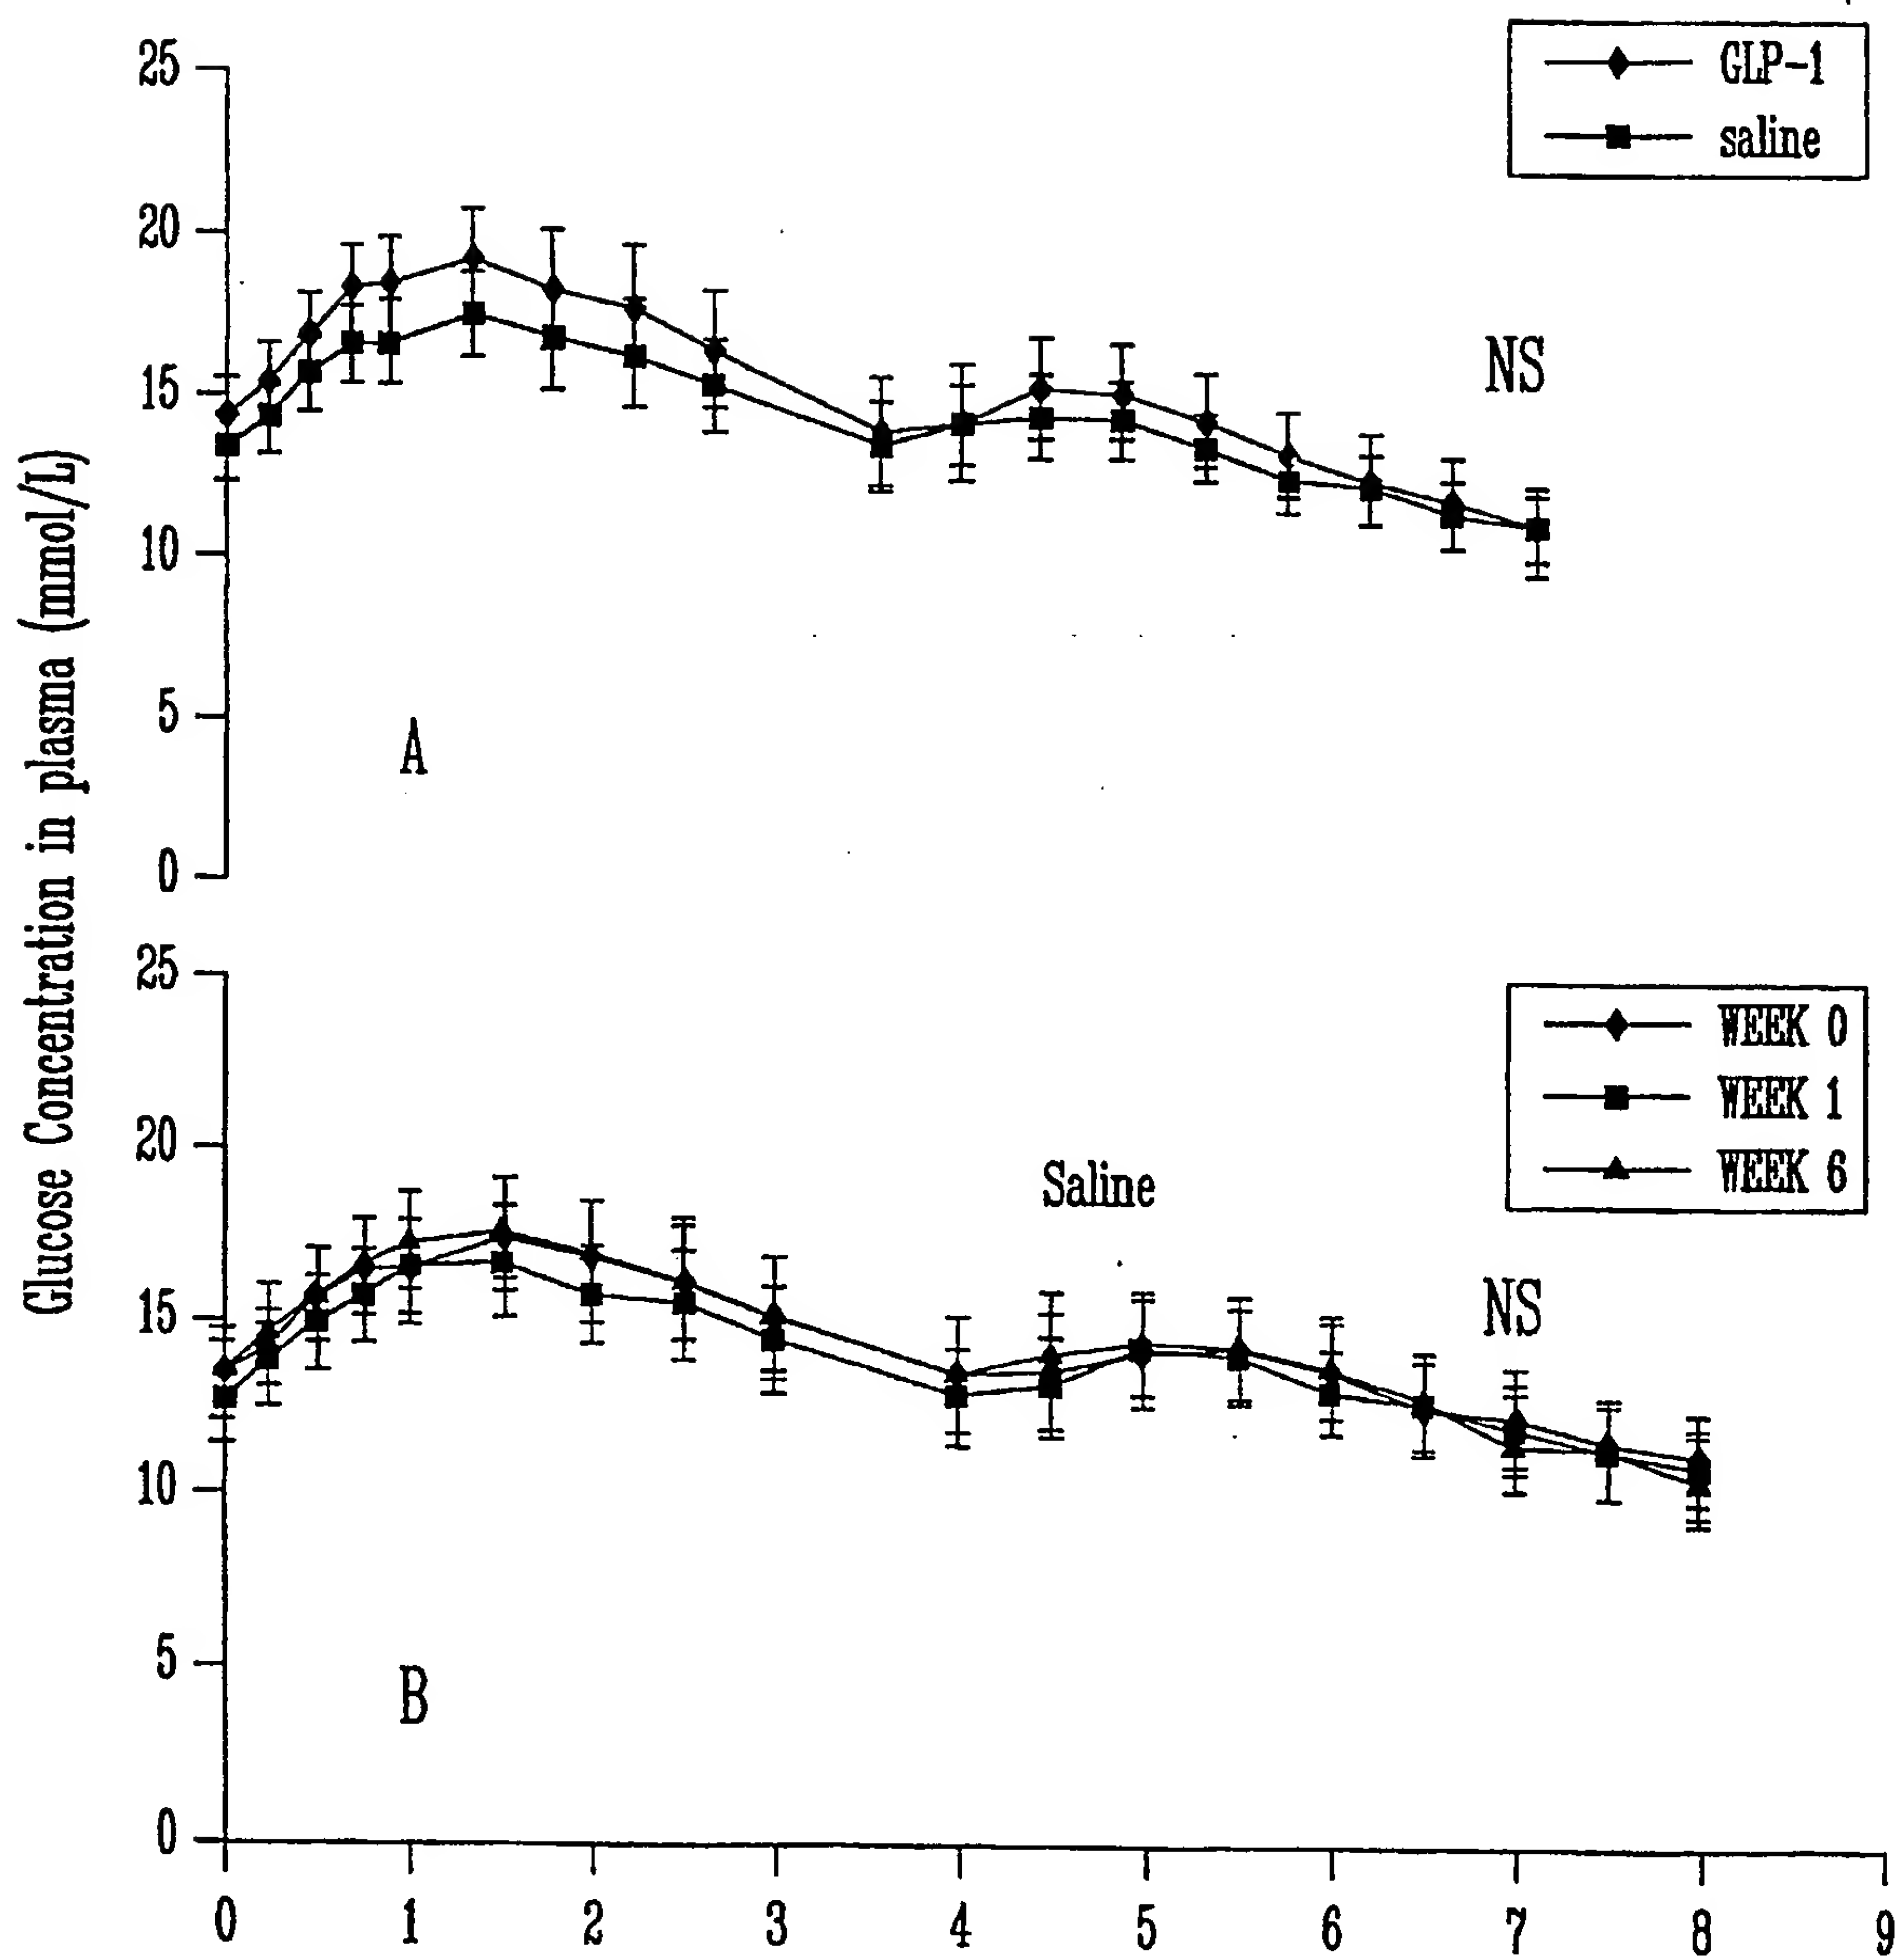 GLP-1
saline
25
20
15
10
5
0
NS
A
Glucose Concentration in plasma (mmol/L)
WEEK 0
WEEK 1
WEEK 6
25
20
15
10
5
0
Saline
NS
B
0 1 2 3 4 5 6 7 8 9